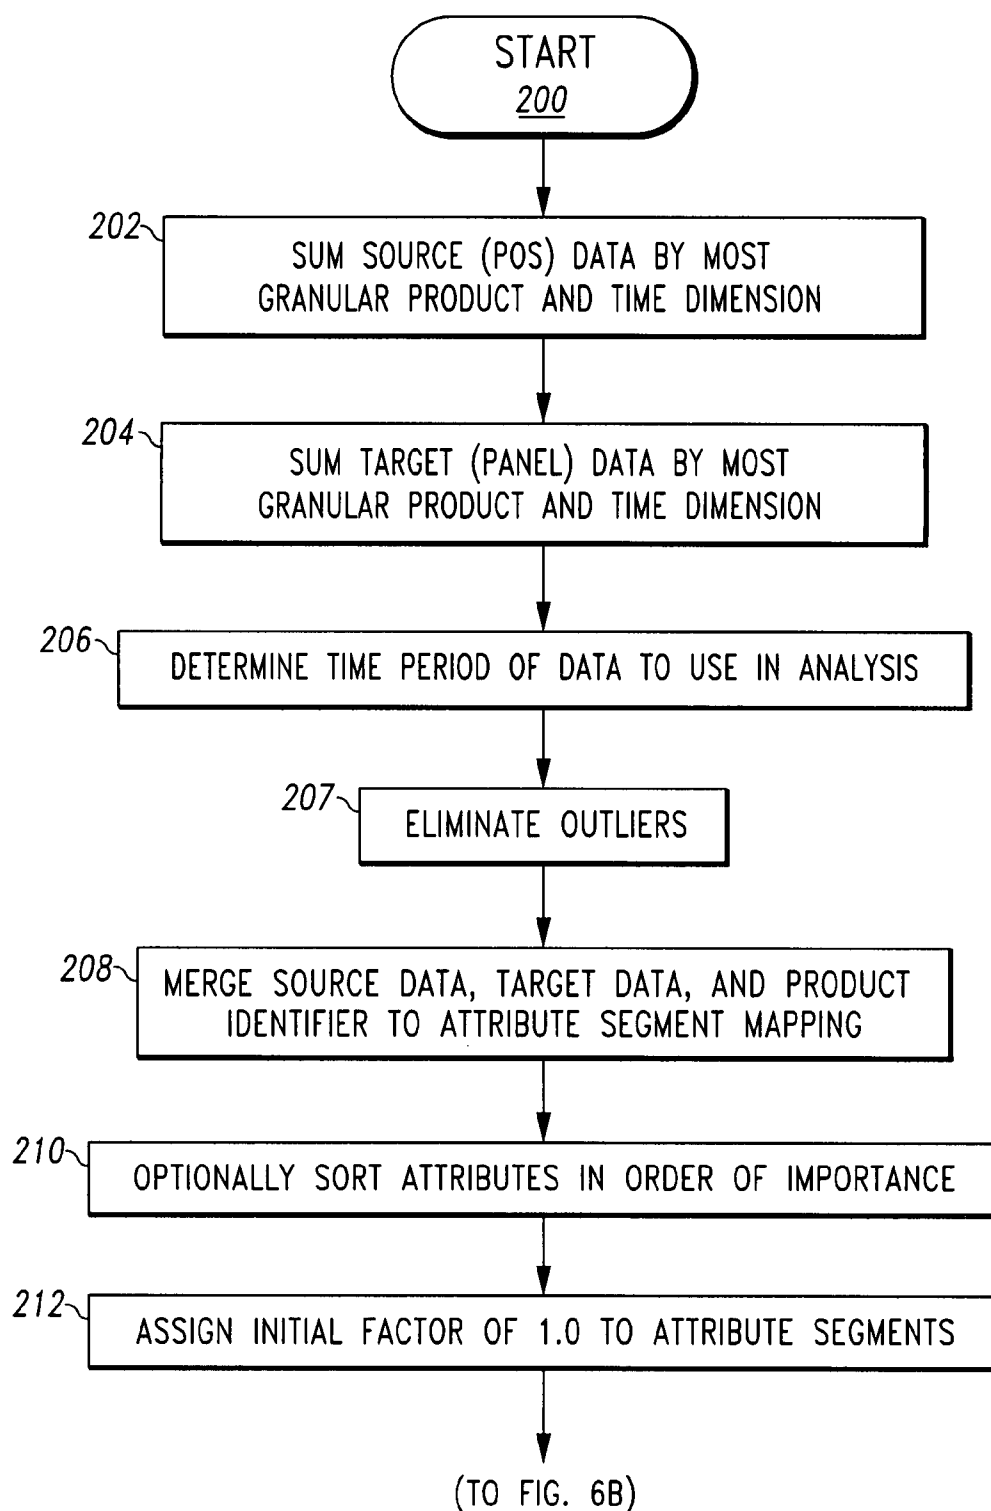 START
200
202
SUM SOURCE (POS) DATA BY MOST
GRANULAR PRODUCT AND TIME DIMENSION
204
SUM TARGET (PANEL) DATA BY MOST
GRANULAR PRODUCT AND TIME DIMENSION
206
DETERMINE TIME PERIOD OF DATA TO USE IN ANALYSIS
207
ELIMINATE OUTLIERS
208
MERGE SOURCE DATA, TARGET DATA, AND PRODUCT
IDENTIFIER TO ATTRIBUTE SEGMENT MAPPING
210
OPTIONALLY SORT ATTRIBUTES IN ORDER OF IMPORTANCE
212
ASSIGN INITIAL FACTOR OF 1.0 TO ATTRIBUTE SEGMENTS
(TO FIG. 6B)